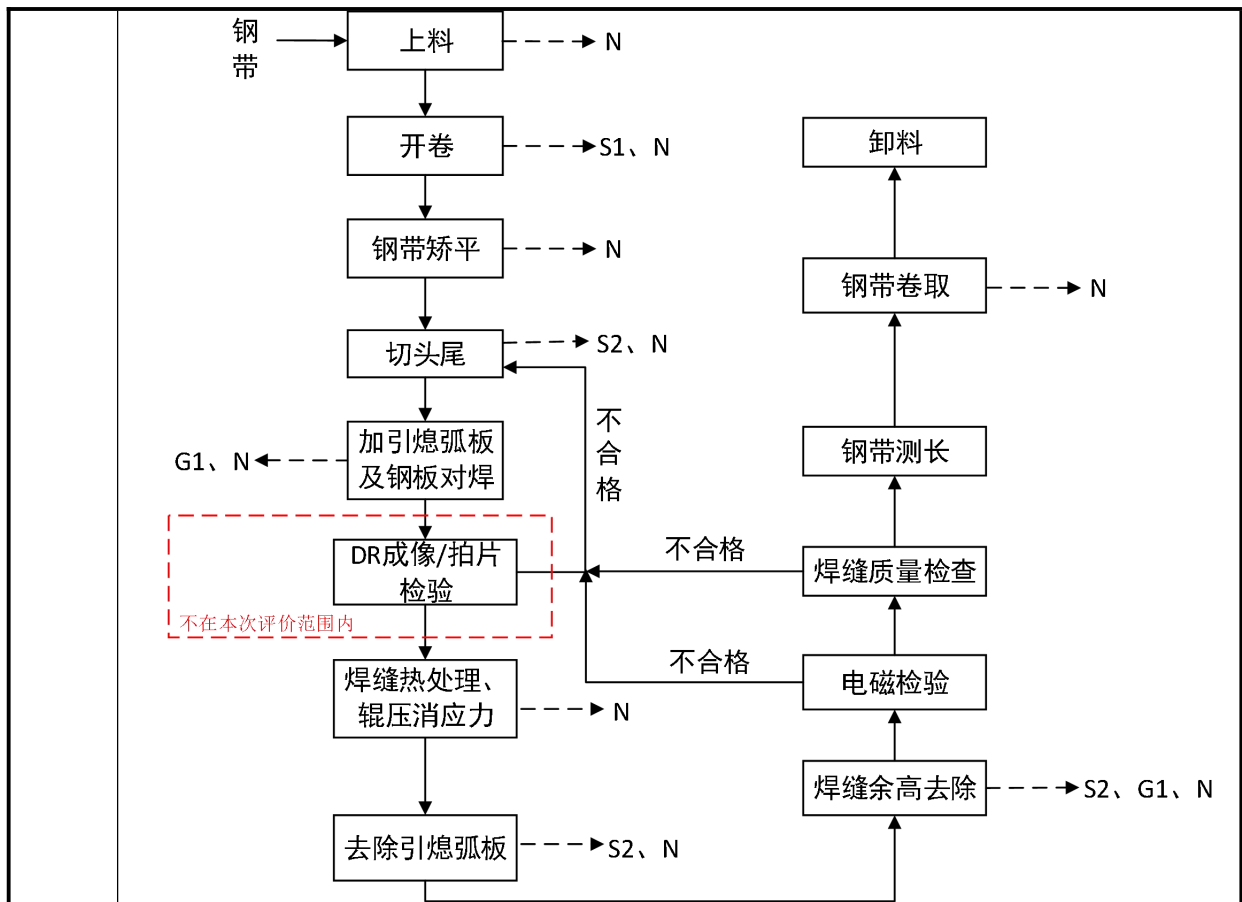 钢
带
上料
N
开卷
S1、N
钢带矫平
N
切头尾
S2、N
不
合
格
加引熄弧板
及钢板对焊
G1、N
DR成像/拍片
检验
不在本次评价范围内
焊缝热处理、
辊压消应力
N
去除引熄弧板
S2、N
焊缝余高去除
S2、G1、N
电磁检验
不合格
焊缝质量检查
不合格
钢带测长
钢带卷取
N
卸料